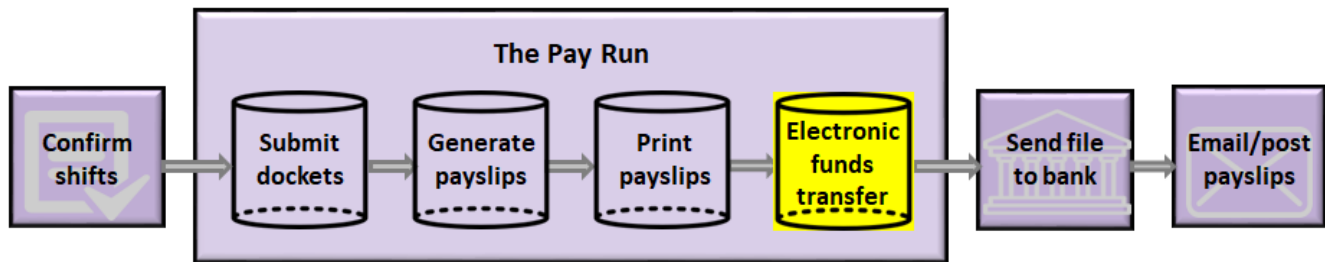 The Pay Run
Confirm
shifts
Submit
dockets
Generate
payslips
Print
payslips
Electronic
funds
transfer
Send file
to bank
Email/post
payslips